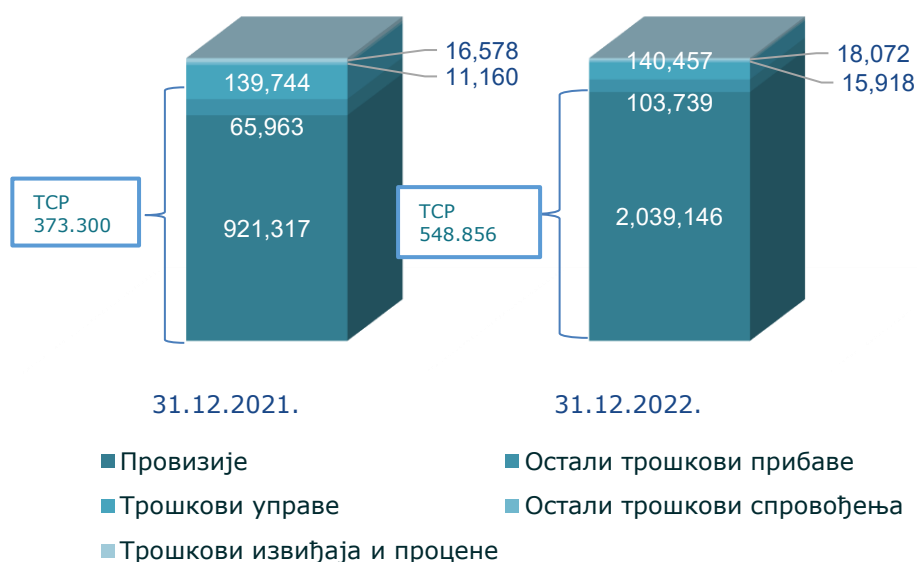 16,578
11,160
139,744
65,963
921,317
TCP
373.300
18,072
15,918
140,457
103,739
2,039,146
TCP
548.856
31.12.2021.
31.12.2022.
Провизије
Остали трошкови прибаве
Трошкови управе
Остали трошкови спровођења
Трошкови извиђаја и процене